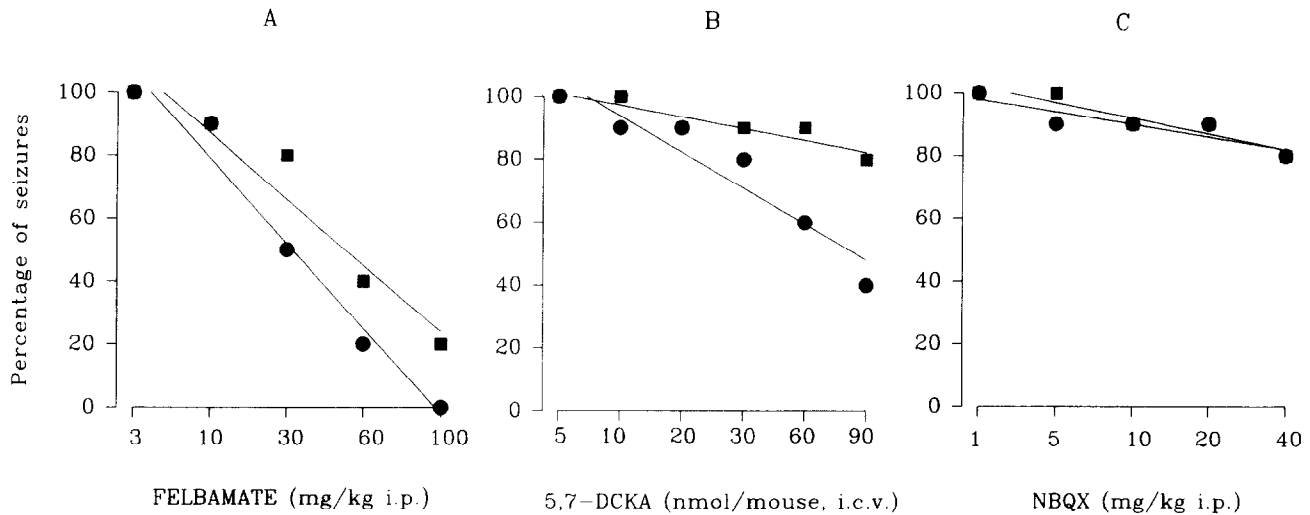 A
B
C
Percentage of seizures
100
80
60
40
20
0
3 10 30 60 100
FELBAMATE (mg/kg i.p.)
100
80
60
40
20
0
5 10 20 30 60 90
5,7-DCKA (nmol/mouse, i.c.v.)
100
80
60
40
20
0
1 5 10 20 40
NBQX (mg/kg i.p.)